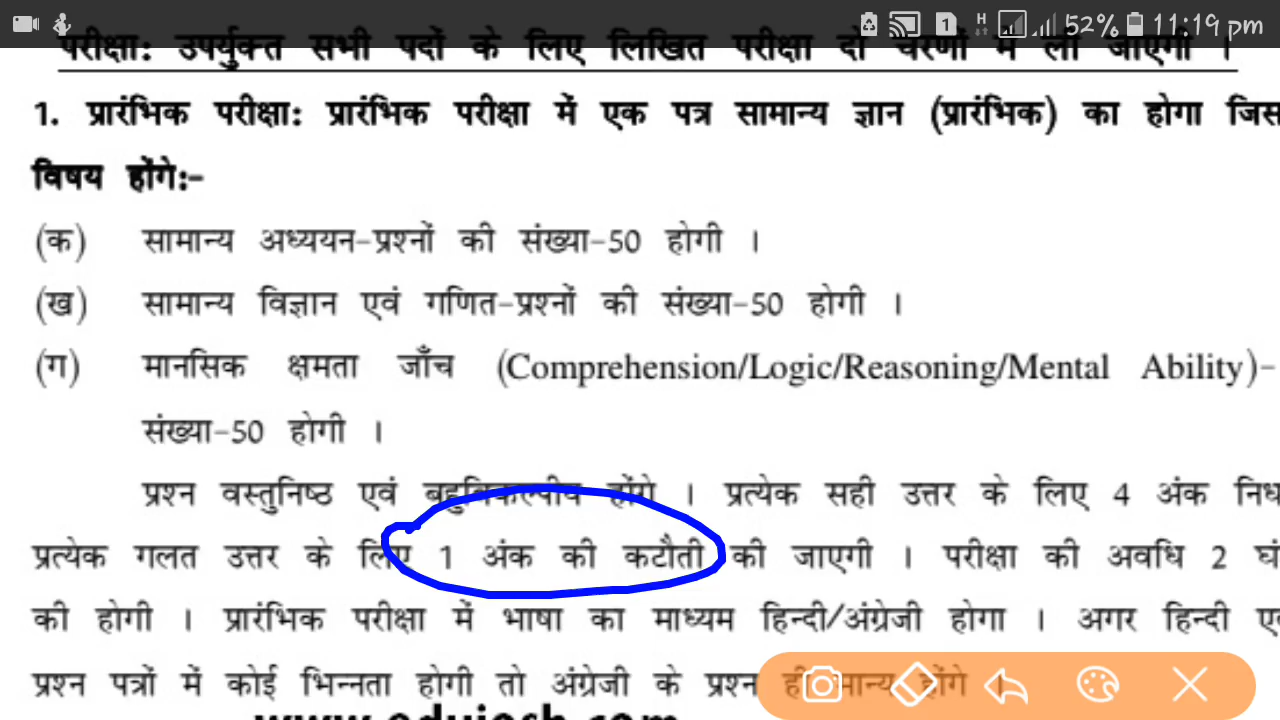 52% 11:19 pm
परीक्षा: उपर्युक्त सभी पदों के लिए लिखित परीक्षा दो चरणों में ली जाएगी ।
1. प्रारंभिक परीक्षा: प्रारंभिक परीक्षा में एक पत्र सामान्य ज्ञान (प्रारंभिक) का होगा जिस
विषय होंगे:-
(क) सामान्य अध्ययन-प्रश्नों की संख्या-50 होगी ।
(ख) सामान्य विज्ञान एवं गणित-प्रश्नों की संख्या-50 होगी ।
(ग) मानसिक क्षमता जाँच (Comprehension/Logic/Reasoning/Mental Ability)-
संख्या-50 होगी ।
प्रश्न वस्तुनिष्ठ एवं बहुविकल्पीय होंगे । प्रत्येक सही उत्तर के लिए 4 अंक
प्रत्येक गलत उत्तर के लिए 1 अंक की कटौती की जाएगी । परीक्षा की अवधि 2
की होगी । प्रारंभिक परीक्षा में भाषा का माध्यम हिन्दी/अंग्रेजी होगा । अगर हिन्दी
प्रश्न पत्रों में कोई भिन्नता होगी तो अंग्रेजी के प्रश्न ही मान्य होंगे ।
www.edujosh.com